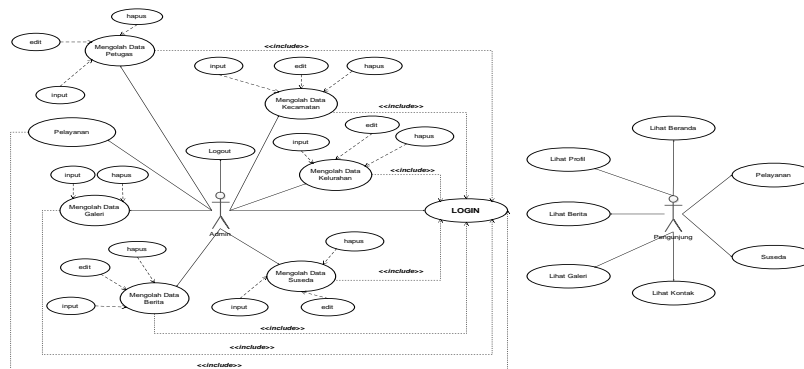 hapus
edit
Mengolah Data
Petugas
<<include>>
input
input
edit
hapus
Mengolah Data
Kecamatan
<<include>>
Pelayanan
Logout
edit
input
hapus
Mengolah Data
Kelurahan
<<include>>
input
hapus
Mengolah Data
Galeri
Admin
LOGIN
hapus
edit
input
Mengolah Data
Berita
hapus
Mengolah Data
Suseda
input
edit
<<include>>
<<include>>
<<include>>
<<include>>
Lihat Beranda
Lihat Profil
Pelayanan
Lihat Berita
Pengunjung
Lihat Galeri
Suseda
Lihat Kontak